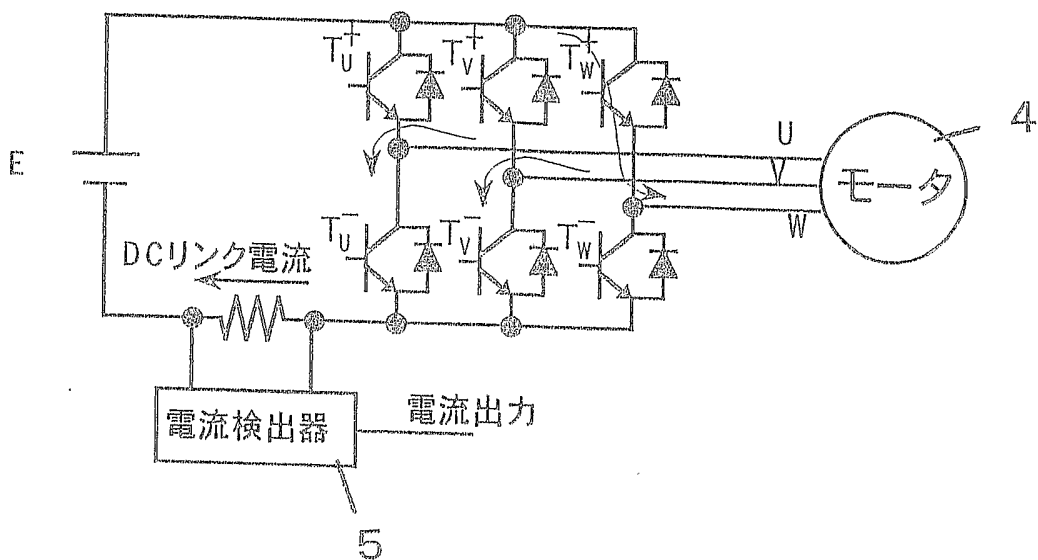 T_U^+ T_V^+ T_W^+
4
E
U
V
モータ
W
T_U^- T_V^- T_W^-
DCリンク電流
電流検出器
電流出力
5